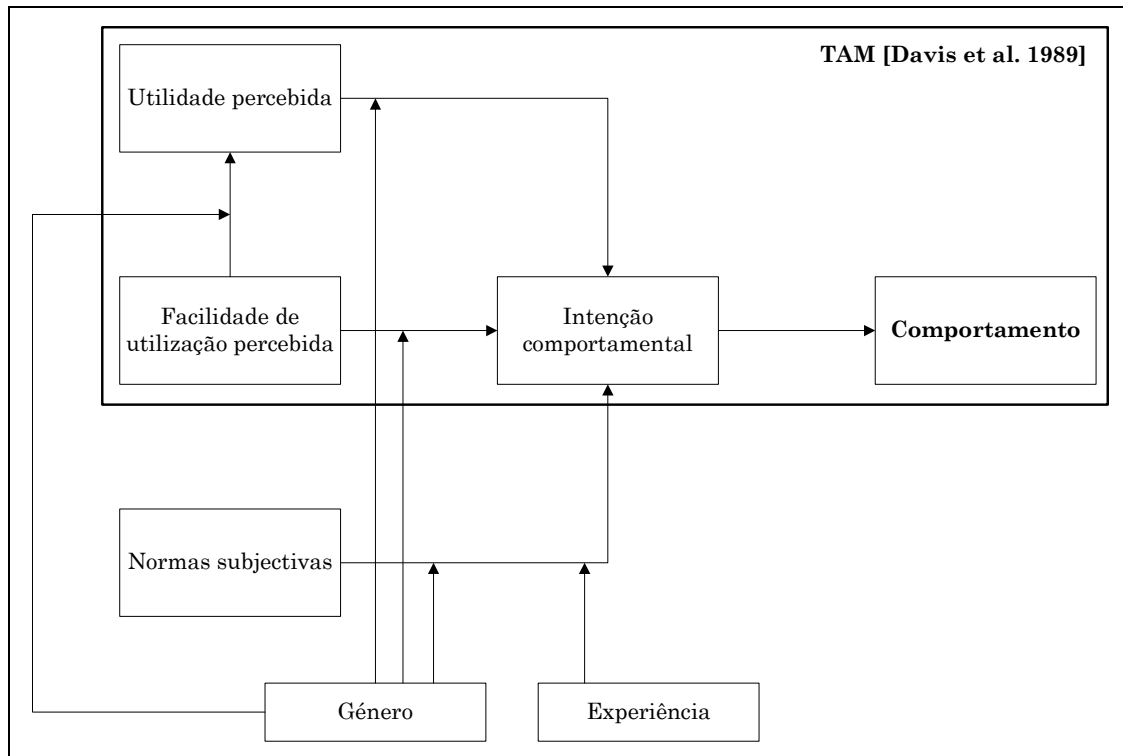 TAM [Davis et al. 1989]
Utilidade percebida
Facilidade de
utilização percebida
Intenção
comportamental
Comportamento
Normas subjectivas
Género
Experiência